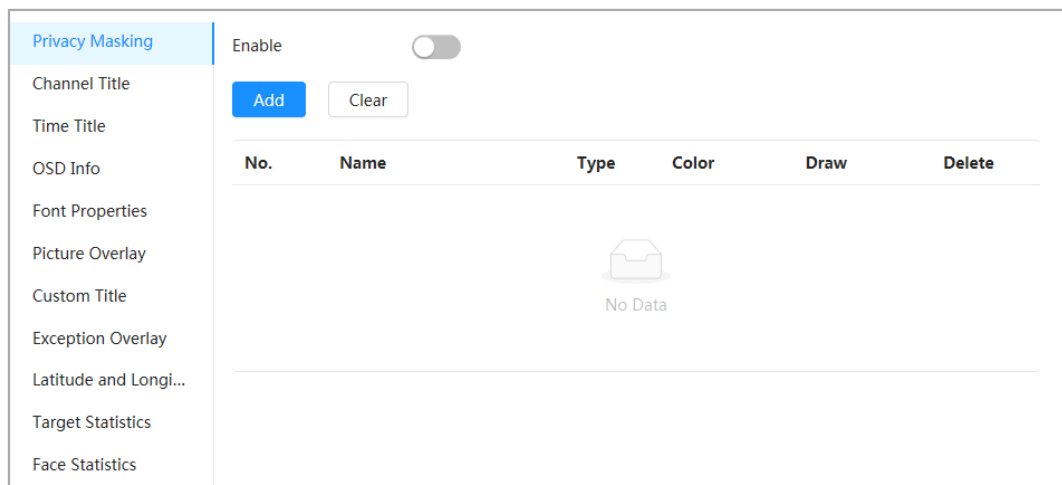 Privacy Masking
Channel Title
Time Title
OSD Info
Font Properties
Picture Overlay
Custom Title
Exception Overlay
Latitude and Longi...
Target Statistics
Face Statistics
Enable
Add Clear
No. Name Type Color Draw Delete
No Data